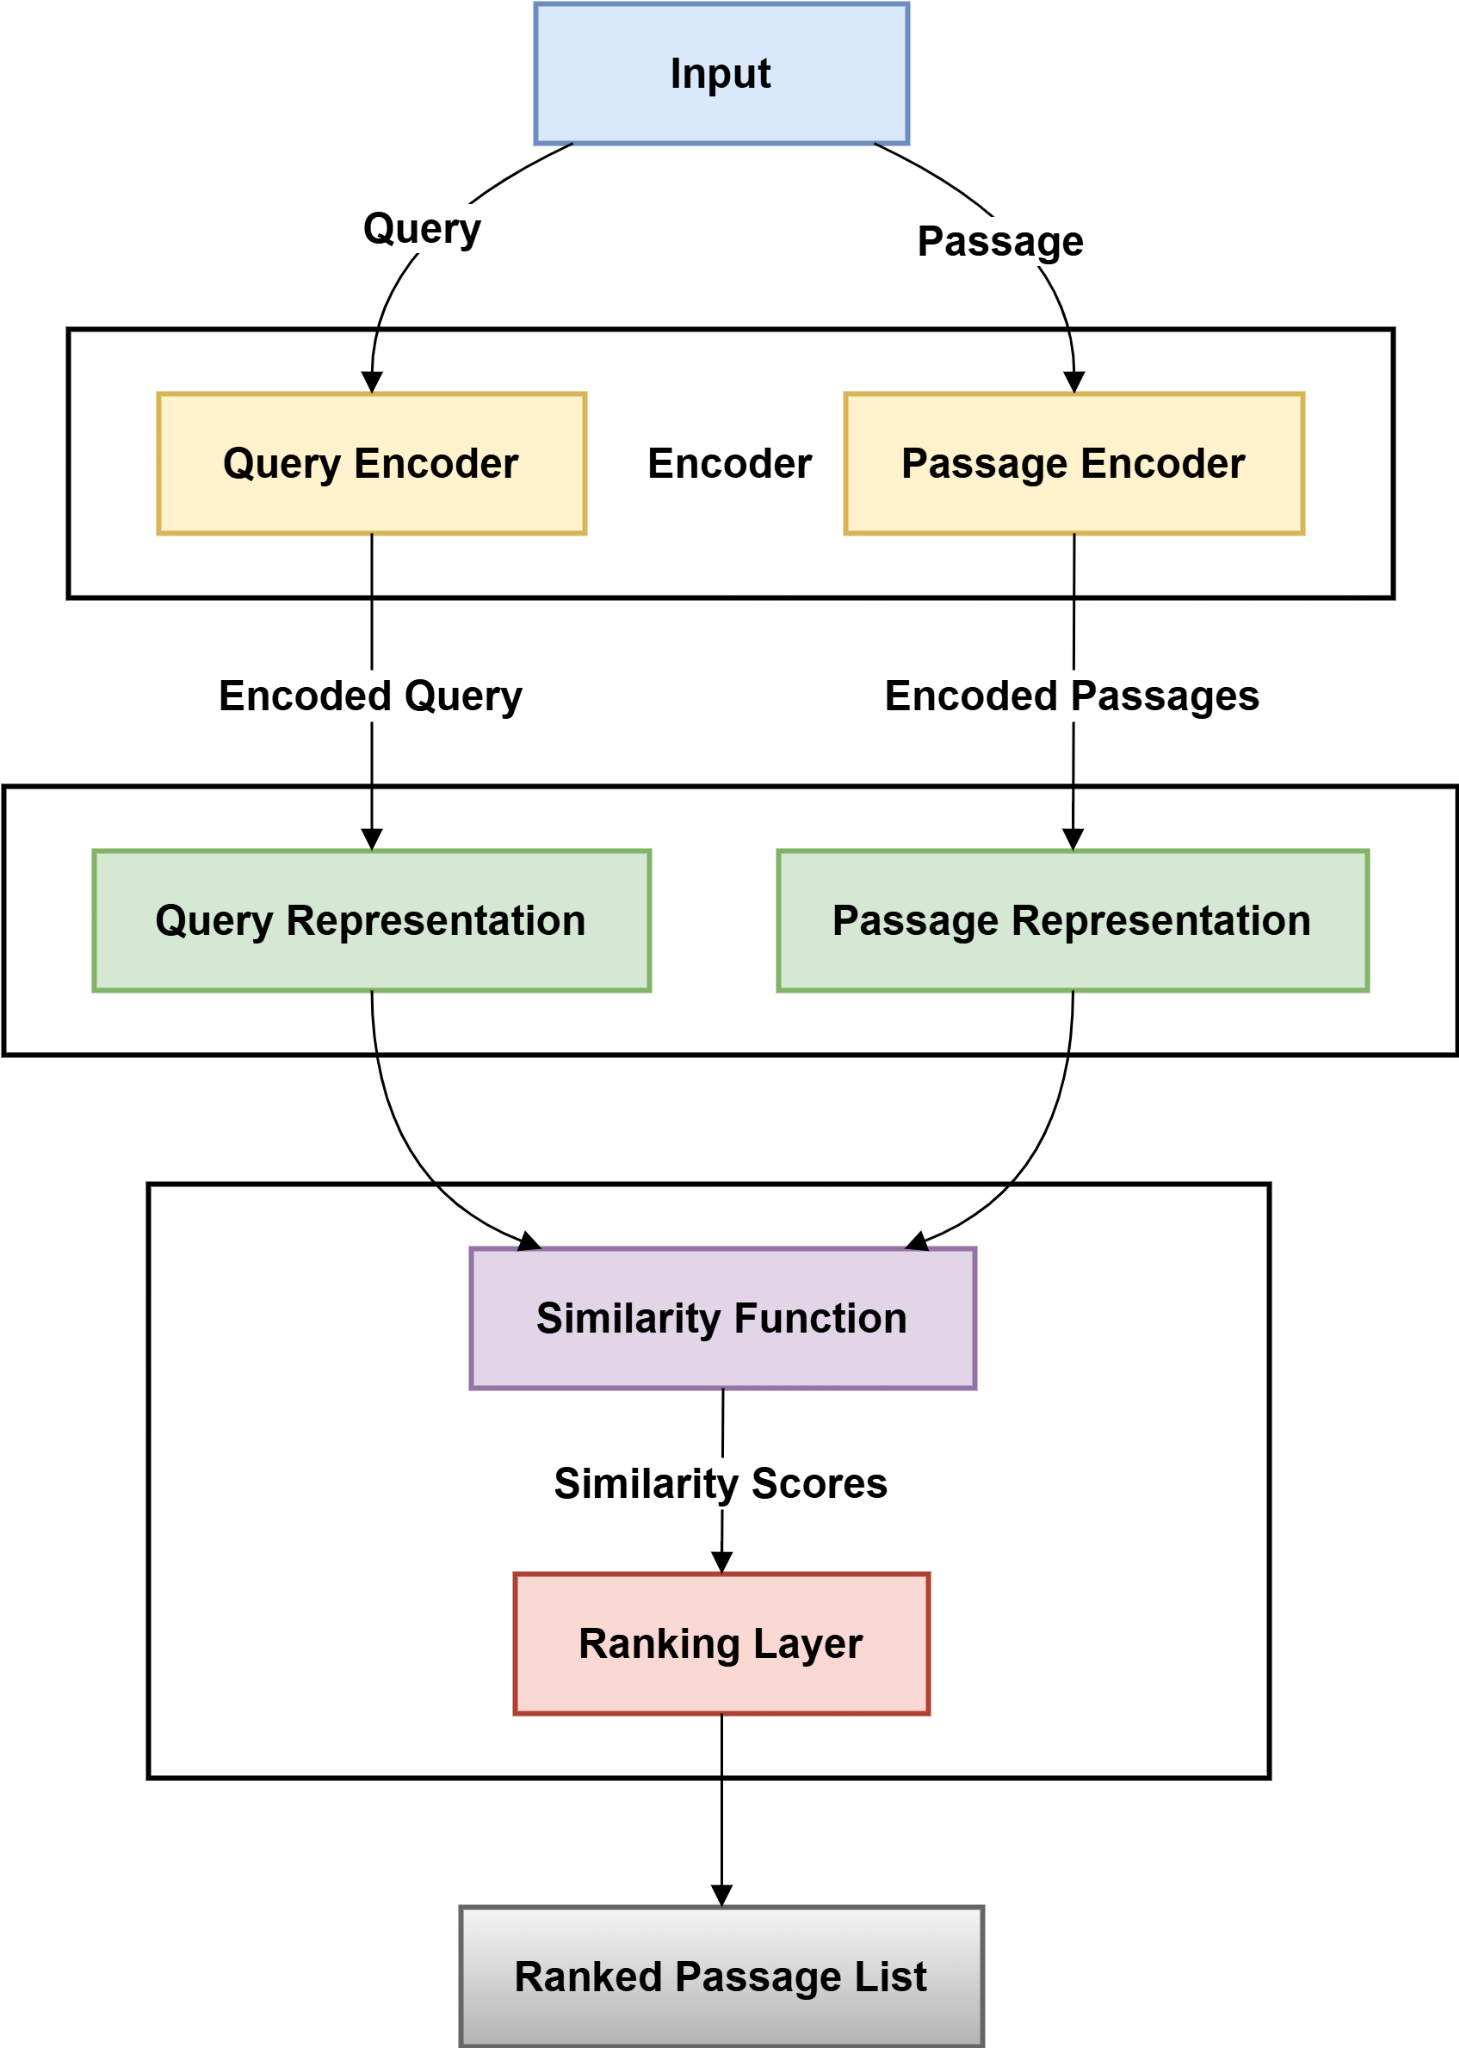 Input
Query
Passage
Query Encoder
Encoder
Passage Encoder
Encoded Query
Encoded Passages
Query Representation
Passage Representation
Similarity Function
Similarity Scores
Ranking Layer
Ranked Passage List